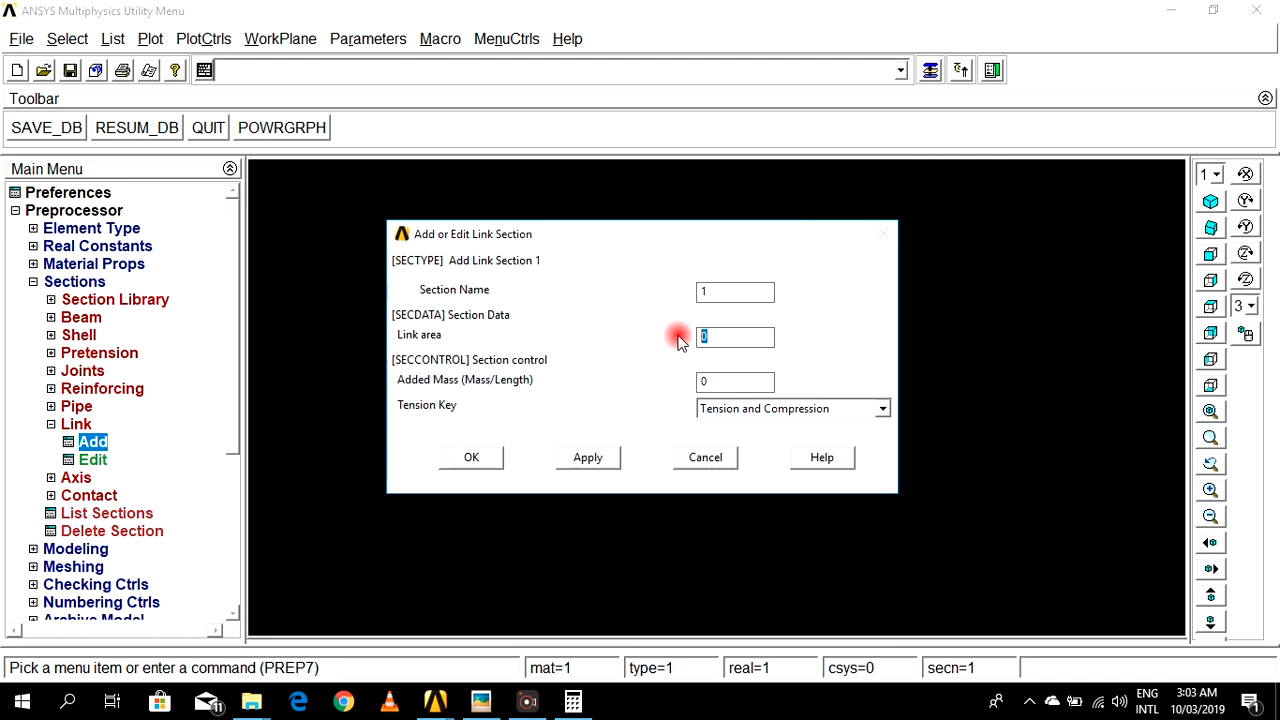 ANSYS Multiphysics Utility Menu
File Select List Plot PlotCtrls WorkPlane Parameters Macro MenuCtrls Help
Toolbar
SAVE_DB RESUM_DB QUIT POWRGRPH
Main Menu
Preferences
Preprocessor
Element Type
Real Constants
Material Props
Sections
Section Library
Beam
Shell
Pretension
Joints
Reinforcing
Pipe
Link
Add
Edit
Axis
Contact
List Sections
Delete Section
Modeling
Meshing
Checking Ctrls
Numbering Ctrls
Archive Model
Add or Edit Link Section
[SECTYPE] Add Link Section 1
Section Name 1
[SECDATA] Section Data
Link area 0
[SECCONTROL] Section control
Added Mass (Mass/Length) 0
Tension Key Tension and Compression
OK Apply Cancel Help
1
3
Pick a menu item or enter a command (PREP7) mat=1 type=1 real=1 csys=0 secn=1
11
ENG 3:03 AM
INTL 10/03/2019
1